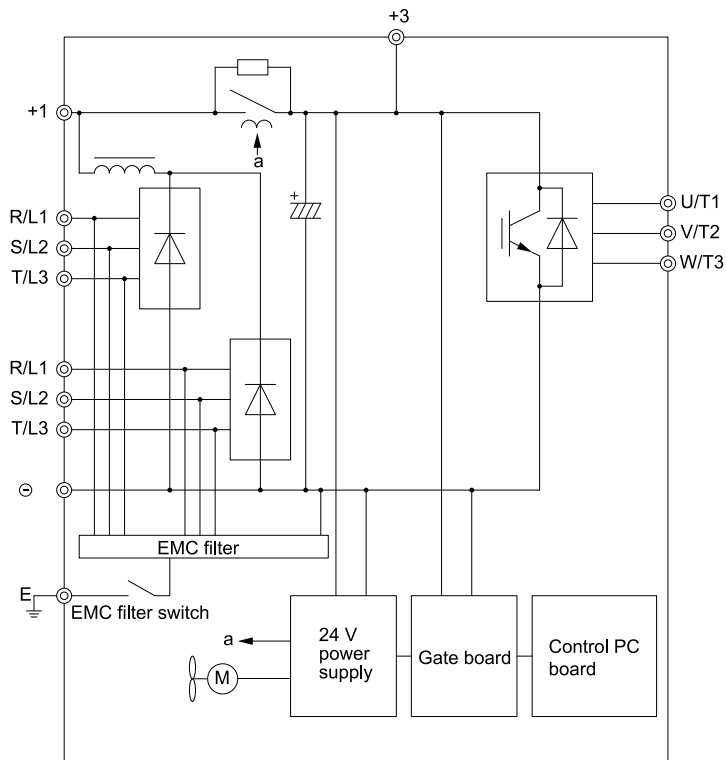 +3
+1
a
+
R/L1
S/L2
T/L3
U/T1
V/T2
W/T3
R/L1
S/L2
T/L3
⊖
EMC filter
E
EMC filter switch
a
M
24 V
power
supply
Gate board
Control PC
board